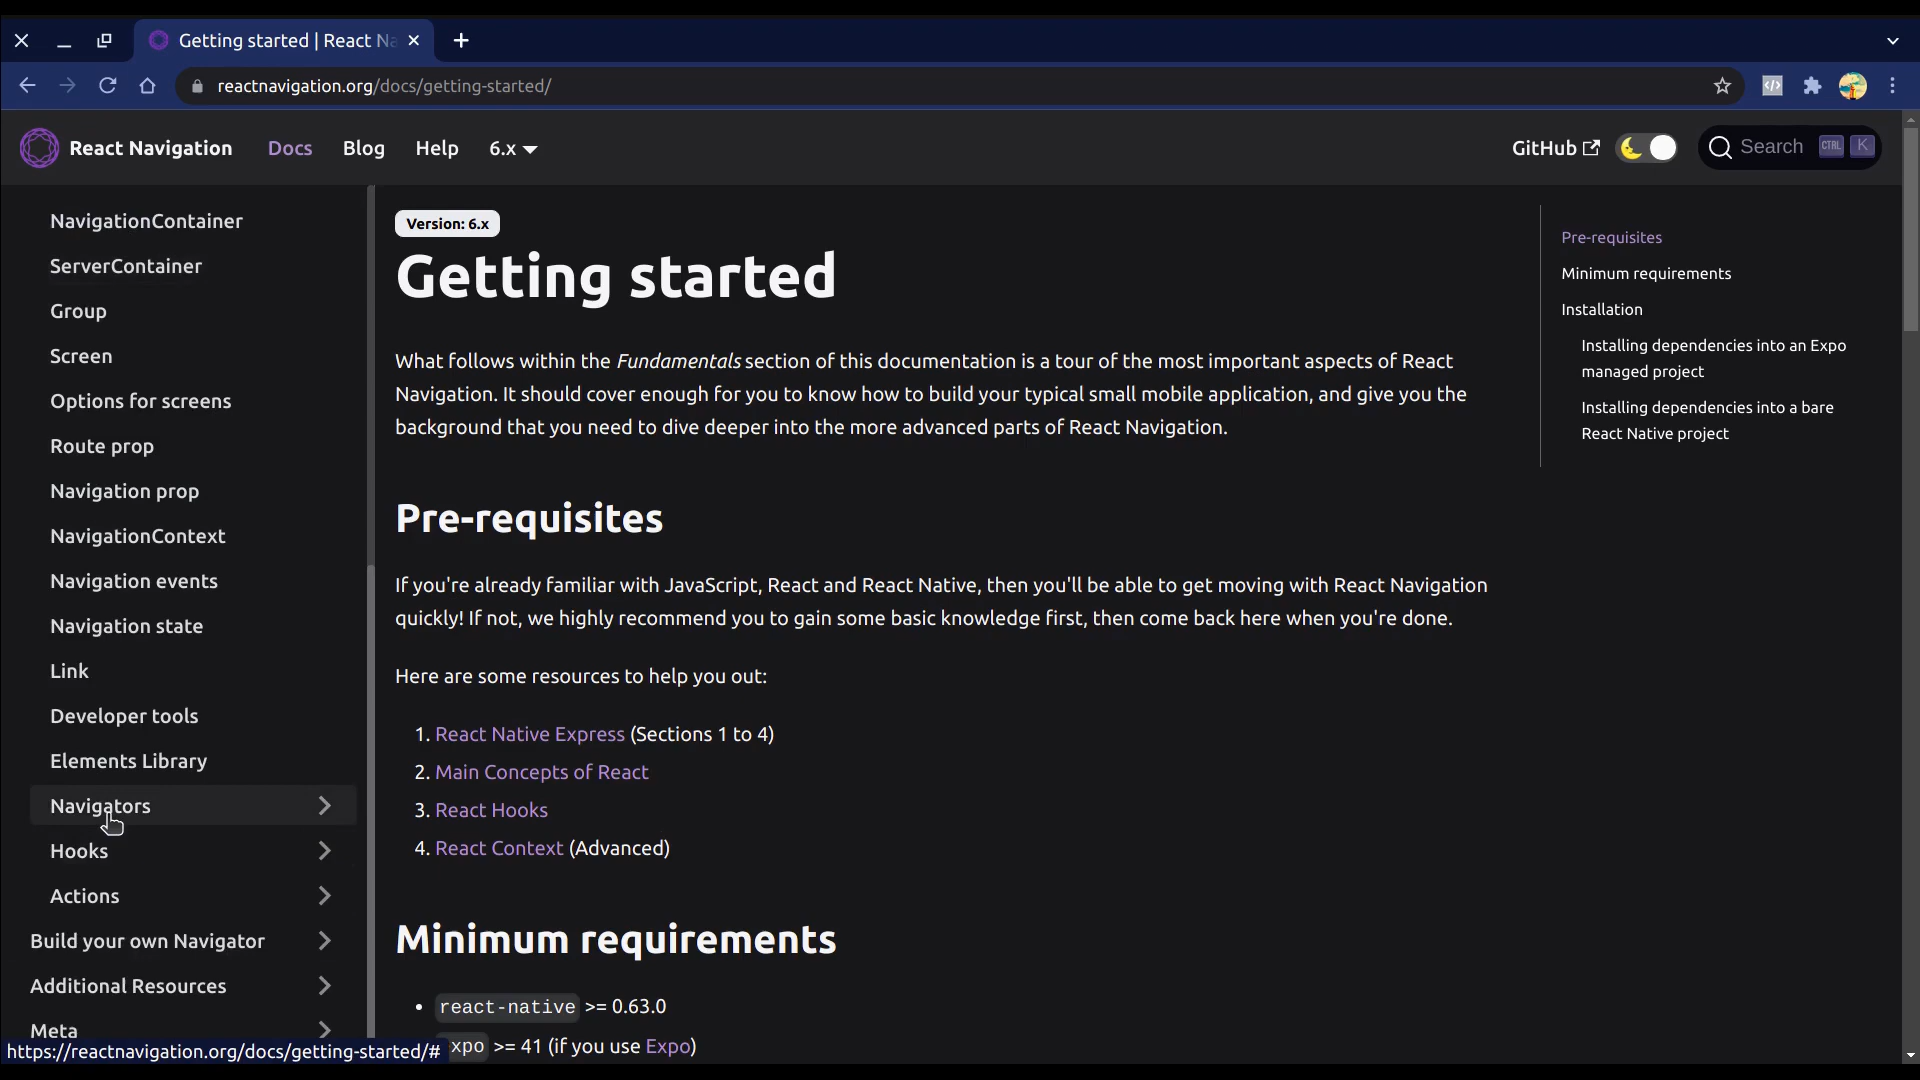 Getting started | React Na
reactnavigation.org/docs/getting-started/
React Navigation
Docs
Blog
Help
6.x
GitHub
Search
CTRL
K
NavigationContainer
ServerContainer
Group
Screen
Options for screens
Route prop
Navigation prop
NavigationContext
Navigation events
Navigation state
Link
Developer tools
Elements Library
Navigators
Hooks
Actions
Build your own Navigator
Additional Resources
Meta
https://reactnavigation.org/docs/getting-started/#
Version: 6.x
Getting started
What follows within the Fundamentals section of this documentation is a tour of the most important aspects of React
Navigation. It should cover enough for you to know how to build your typical small mobile application, and give you the
background that you need to dive deeper into the more advanced parts of React Navigation.
Pre-requisites
If you're already familiar with JavaScript, React and React Native, then you'll be able to get moving with React Navigation
quickly! If not, we highly recommend you to gain some basic knowledge first, then come back here when you're done.
Here are some resources to help you out:
1. React Native Express (Sections 1 to 4)
2. Main Concepts of React
3. React Hooks
4. React Context (Advanced)
Minimum requirements
• react-native >= 0.63.0
xpo >= 41 (if you use Expo)
Pre-requisites
Minimum requirements
Installation
Installing dependencies into an Expo
managed project
Installing dependencies into a bare
React Native project